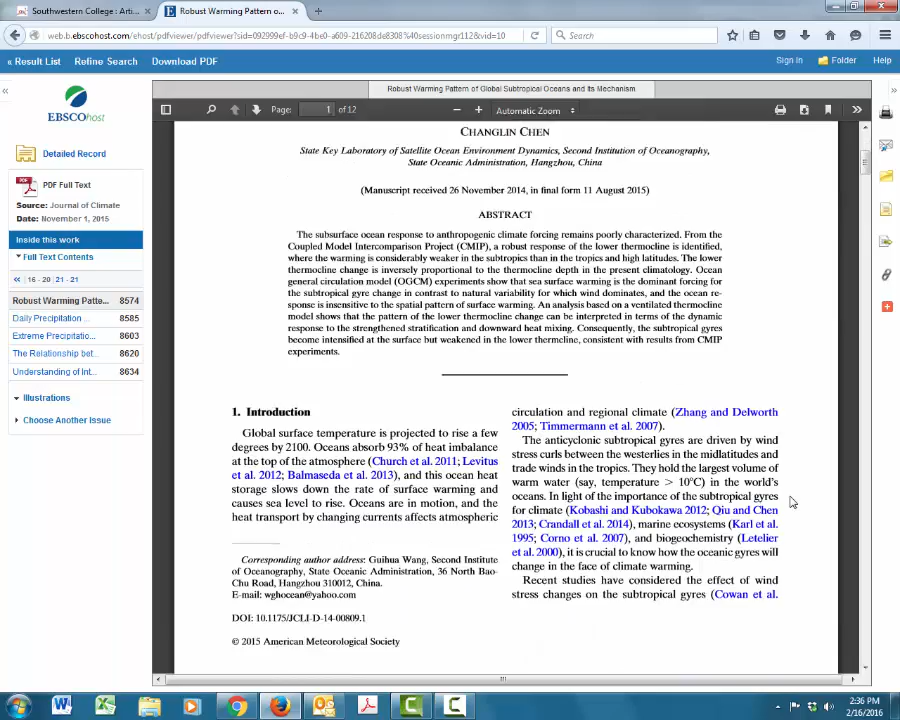 Southwestern College : Arti...
Robust Warming Pattern o...
web.b.ebscohost.com/ehost/pdfviewer/pdfviewer?sid=092999ef-b9c9-4be0-a609-216208de8308%40sessionmgr112&vid=10
Search
« Result List
Refine Search
Download PDF
Sign In
Folder
Help
Robust Warming Pattern of Global Subtropical Oceans and Its Mechanism
Page:
1
of 12
Automatic Zoom
EBSCOhost
Detailed Record
PDF Full Text
Source: Journal of Climate
Date: November 1, 2015
Inside this work
Full Text Contents
«« 16 - 20 21 - 21
Robust Warming Patte... 8574
Daily Precipitation ... 8585
Extreme Precipitatio... 8603
The Relationship bet... 8620
Understanding of Int... 8634
Illustrations
Choose Another Issue
CHANGLIN CHEN
State Key Laboratory of Satellite Ocean Environment Dynamics, Second Institution of Oceanography,
State Oceanic Administration, Hangzhou, China
(Manuscript received 26 November 2014, in final form 11 August 2015)
ABSTRACT
The subsurface ocean response to anthropogenic climate forcing remains poorly characterized. From the
Coupled Model Intercomparison Project (CMIP), a robust response of the lower thermocline is identified,
where the warming is considerably weaker in the subtropics than in the tropics and high latitudes. The lower
thermocline change is inversely proportional to the thermocline depth in the present climatology. Ocean
general circulation model (OGCM) experiments show that sea surface warming is the dominant forcing for
the subtropical gyre change in contrast to natural variability for which wind dominates, and the ocean re-
sponse is insensitive to the spatial pattern of surface warming. An analysis based on a ventilated thermocline
model shows that the pattern of the lower thermocline change can be interpreted in terms of the dynamic
response to the strengthened stratification and downward heat mixing. Consequently, the subtropical gyres
become intensified at the surface but weakened in the lower thermcline, consistent with results from CMIP
experiments.
1. Introduction
Global surface temperature is projected to rise a few
degrees by 2100. Oceans absorb 93% of heat imbalance
at the top of the atmosphere (Church et al. 2011; Levitus
et al. 2012; Balmaseda et al. 2013), and this ocean heat
storage slows down the rate of surface warming and
causes sea level to rise. Oceans are in motion, and the
heat transport by changing currents affects atmospheric
Corresponding author address: Guihua Wang, Second Institute
of Oceanography, State Oceanic Administration, 36 North Bao-
Chu Road, Hangzhou 310012, China.
E-mail: wghocean@yahoo.com
DOI: 10.1175/JCLI-D-14-00809.1
© 2015 American Meteorological Society
circulation and regional climate (Zhang and Delworth
2005; Timmermann et al. 2007).
The anticyclonic subtropical gyres are driven by wind
stress curls between the westerlies in the midlatitudes and
trade winds in the tropics. They hold the largest volume of
warm water (say, temperature > 10°C) in the world's
oceans. In light of the importance of the subtropical gyres
for climate (Kobashi and Kubokawa 2012; Qiu and Chen
2013; Crandall et al. 2014), marine ecosystems (Karl et al.
1995; Corno et al. 2007), and biogeochemistry (Letelier
et al. 2000), it is crucial to know how the oceanic gyres will
change in the face of climate warming.
Recent studies have considered the effect of wind
stress changes on the subtropical gyres (Cowan et al.
2:36 PM
2/16/2016